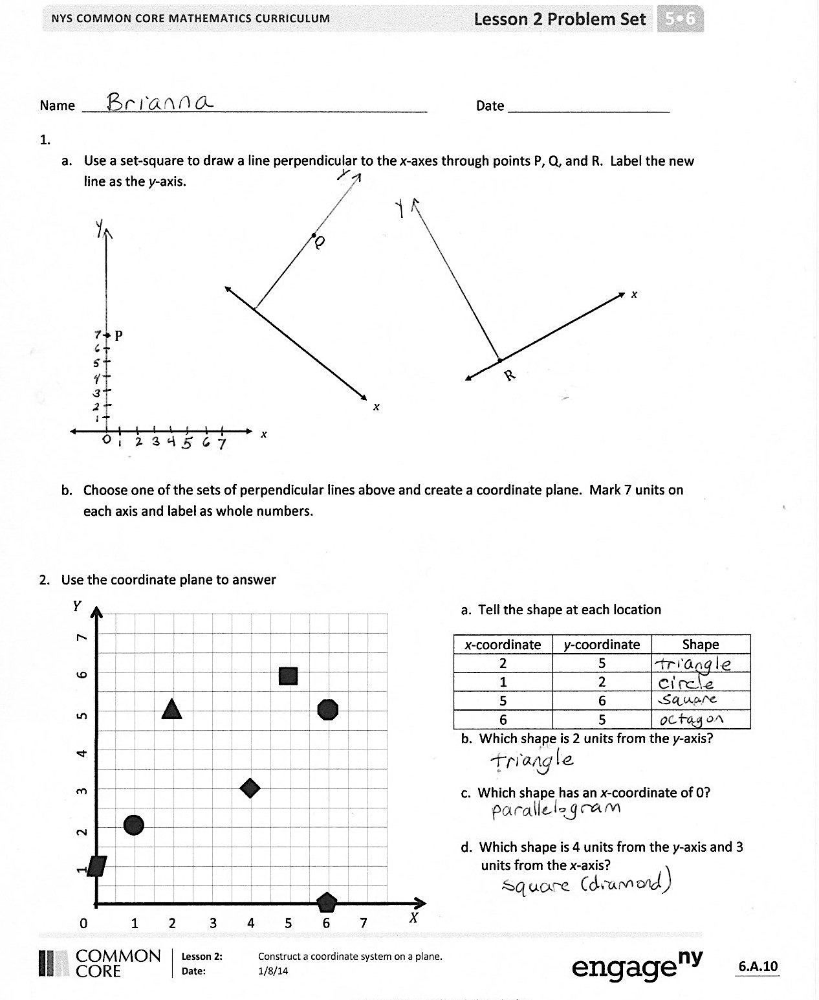 NYS COMMON CORE MATHEMATICS CURRICULUM Lesson 2 Problem Set 5•6
Name Brianna Date
1.
a. Use a set-square to draw a line perpendicular to the x-axes through points P, Q, and R. Label the new
line as the y-axis.
Y
Y
Y
Q
x
7 P
6
5
4
3
2
1
R
x
x
0 1 2 3 4 5 6 7
b. Choose one of the sets of perpendicular lines above and create a coordinate plane. Mark 7 units on
each axis and label as whole numbers.
2. Use the coordinate plane to answer
Y
7
6
5
4
3
2
1
0 1 2 3 4 5 6 7 X
a. Tell the shape at each location
x-coordinate y-coordinate Shape
2 5 triangle
1 2 circle
5 6 square
6 5 octagon
b. Which shape is 2 units from the y-axis?
triangle
c. Which shape has an x-coordinate of 0?
parallelogram
d. Which shape is 4 units from the y-axis and 3
units from the x-axis?
square (diamond)
COMMON
CORE
Lesson 2: Construct a coordinate system on a plane.
Date: 1/8/14
engageny
6.A.10